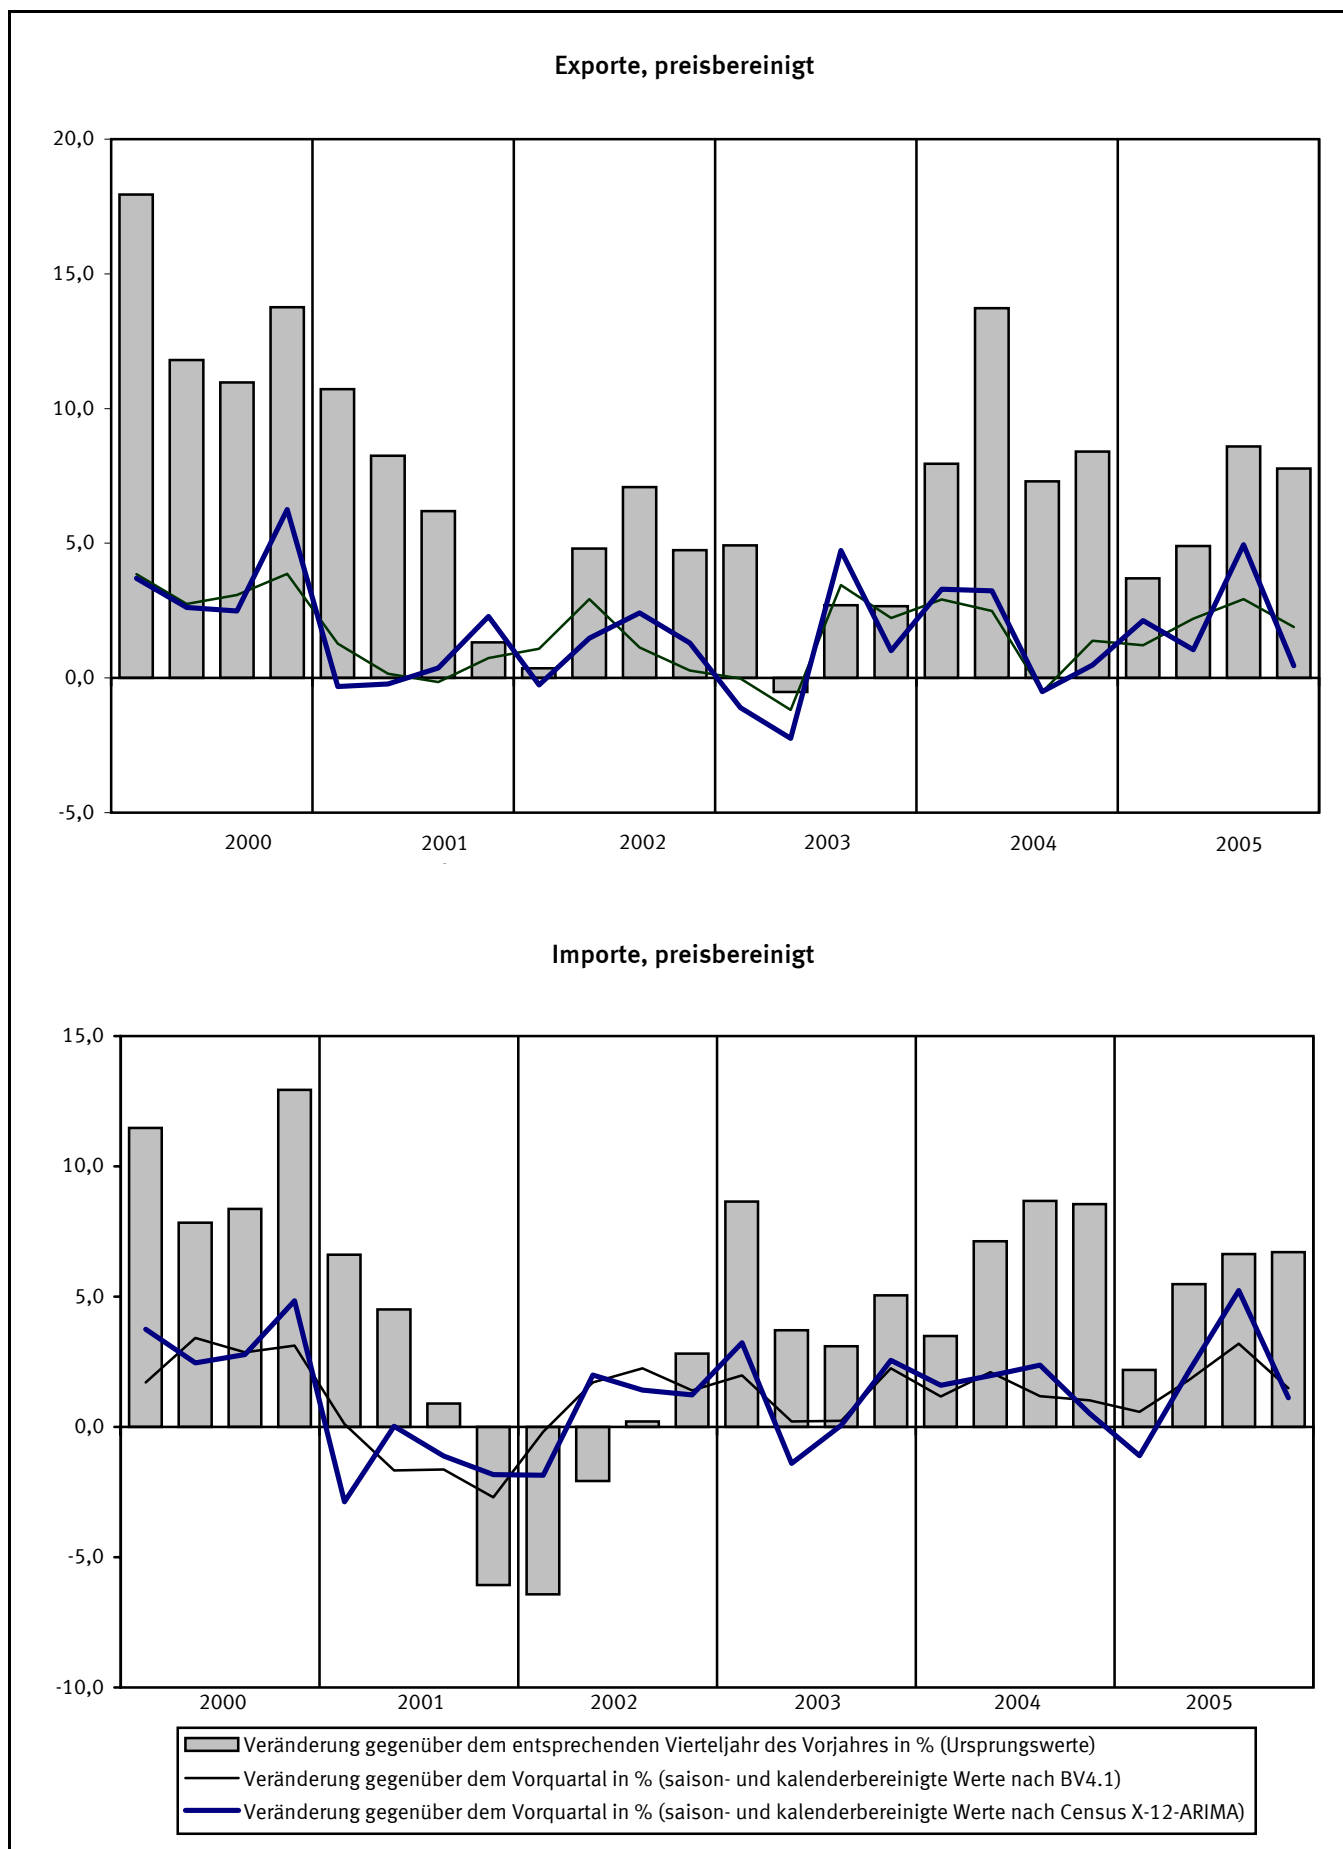 Exporte, preisbereinigt
20,0
15,0
10,0
5,0
0,0
-5,0
2000 2001 2002 2003 2004 2005
Importe, preisbereinigt
15,0
10,0
5,0
0,0
-5,0
-10,0
2000 2001 2002 2003 2004 2005
Veränderung gegenüber dem entsprechenden Vierteljahr des Vorjahres in % (Ursprungswerte)
Veränderung gegenüber dem Vorquartal in % (saison- und kalenderbereinigte Werte nach BV4.1)
Veränderung gegenüber dem Vorquartal in % (saison- und kalenderbereinigte Werte nach Census X-12-ARIMA)